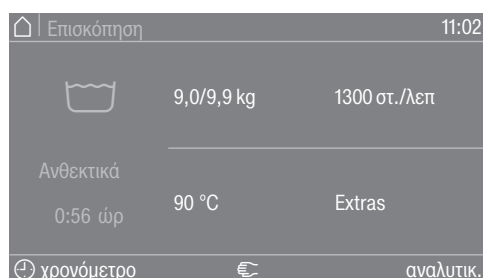 Επισκόπηση 11:02
9,0/9,9 kg 1300 στ./λεπ
Ανθεκτικά
90 °C Extras
0:56 ώρ
χρονόμετρο αναλυτικ.